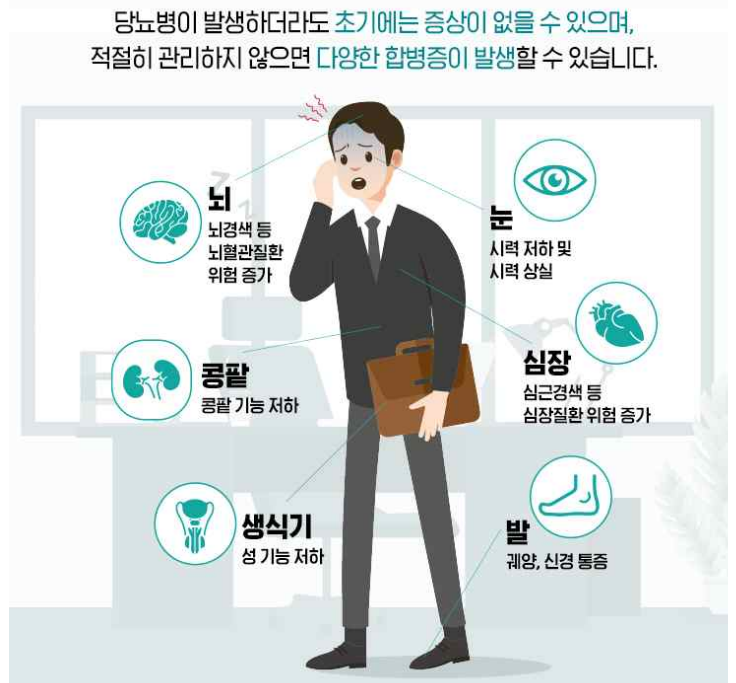 당뇨병이 발생하더라도 초기에는 증상이 없을 수 있으며,
적절히 관리하지 않으면 다양한 합병증이 발생할 수 있습니다.
Z
Z
뇌
뇌경색 등
뇌혈관질환
위험 증가
눈
시력 저하 및
시력 상실
콩팥
콩팥 기능 저하
심장
심근경색 등
심장질환 위험 증가
생식기
성 기능 저하
발
궤양, 신경 통증